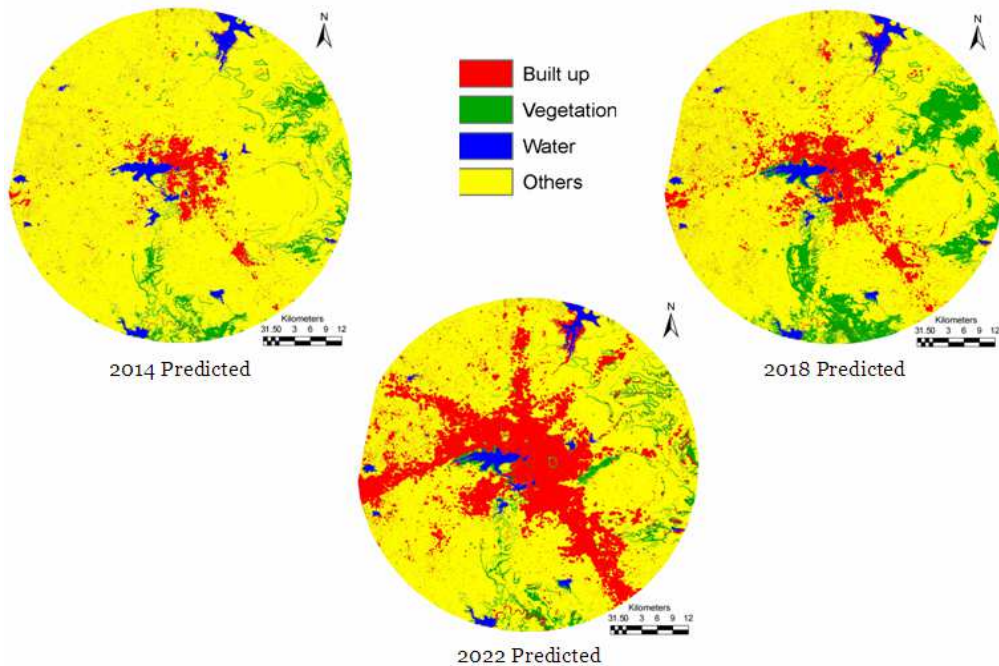 N
Kilometers
31.50 3 6 9 12
2014 Predicted
Built up
Vegetation
Water
Others
N
Kilometers
31.50 3 6 9 12
2018 Predicted
N
Kilometers
31.50 3 6 9 12
2022 Predicted